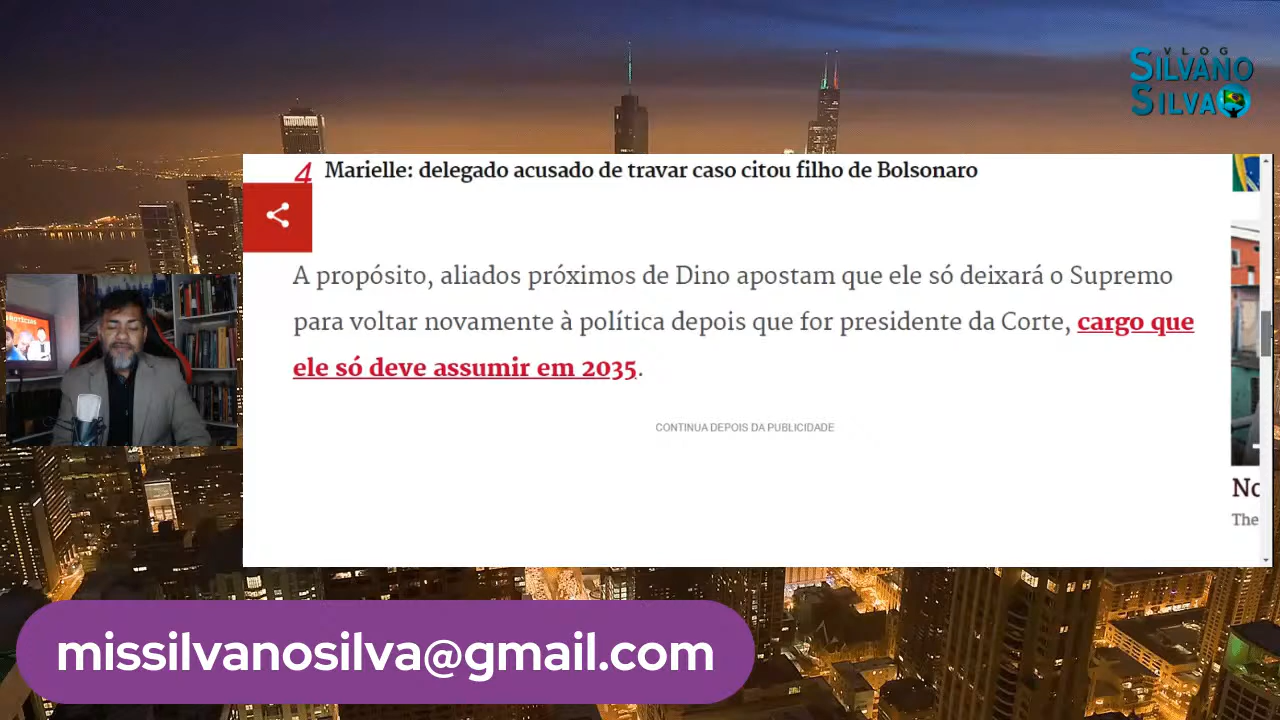 VLOG
SILVANO
SILVA
4 Marielle: delegado acusado de travar caso citou filho de Bolsonaro
A propósito, aliados próximos de Dino apostam que ele só deixará o Supremo
para voltar novamente à política depois que for presidente da Corte, cargo que
ele só deve assumir em 2035.
CONTINUA DEPOIS DA PUBLICIDADE
NOTÍCIAS
No
The
missilvanosilva@gmail.com